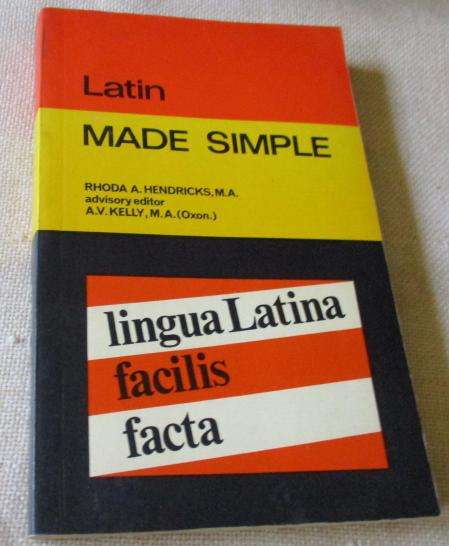 Latin
MADE SIMPLE
RHODA A. HENDRICKS, M.A.
advisory editor
A.V. KELLY, M.A. (Oxon.)
lingua Latina
facilis
facta